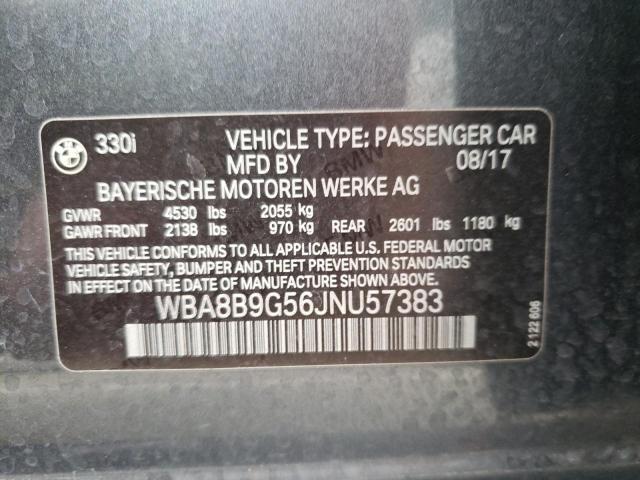 330i VEHICLE TYPE: PASSENGER CAR
MFD BY 08/17
BAYERISCHE MOTOREN WERKE AG
GVWR 4530 lbs 2055 kg
GAWR FRONT 2138 lbs 970 kg REAR 2601 lbs 1180 kg
THIS VEHICLE CONFORMS TO ALL APPLICABLE U.S. FEDERAL MOTOR
VEHICLE SAFETY, BUMPER AND THEFT PREVENTION STANDARDS
IN EFFECT ON THE DATE OF MANUFACTURE SHOWN ABOVE.
WBA8B9G56JNU57383
2 122 606